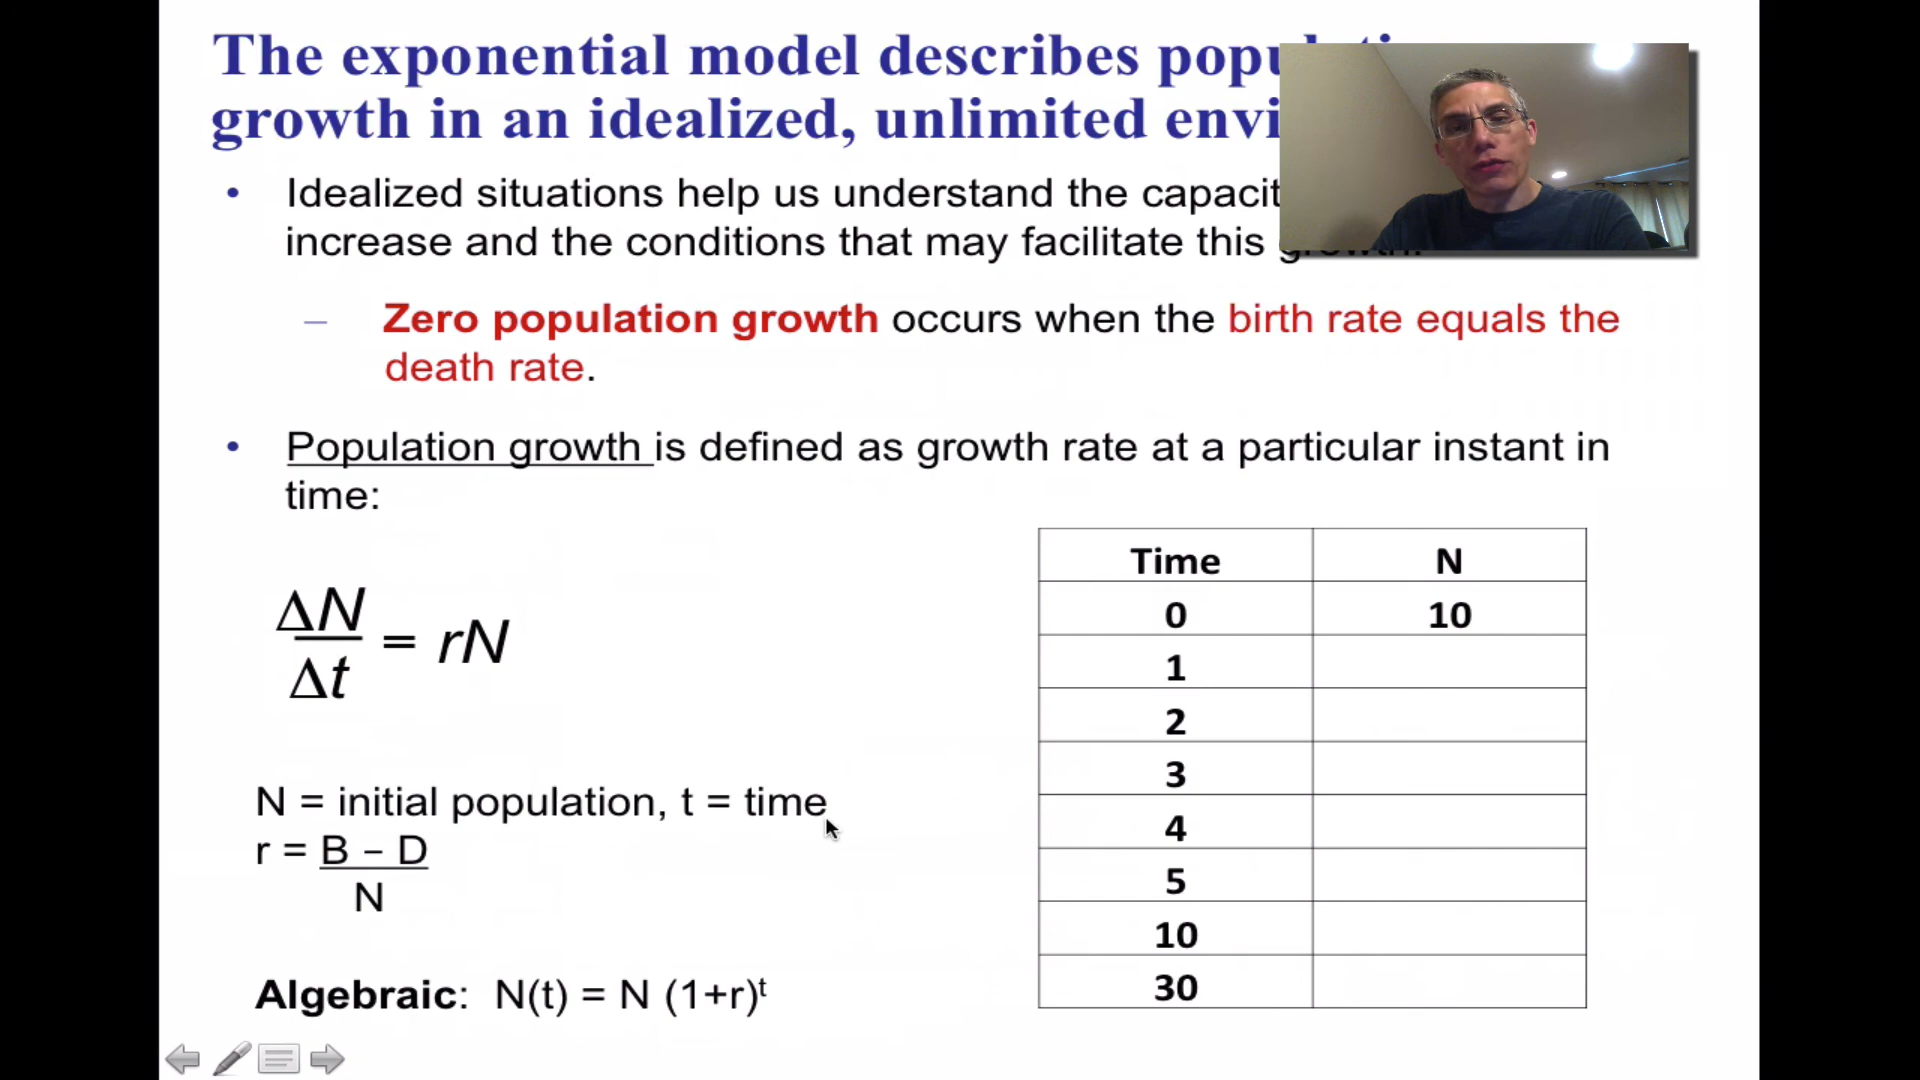 The exponential model describes
growth in an idealized, unlimited
Idealized situations help us understand the
increase and the conditions that may facilitate this growth.
– Zero population growth occurs when the birth rate equals the
death rate.
• Population growth is defined as growth rate at a particular instant in
time:
ΔN
Δt
= rN
N = initial population, t = time
r = B – D
N
Algebraic: N(t) = N (1+r)^t
Time N
0 10
1
2
3
4
5
10
30